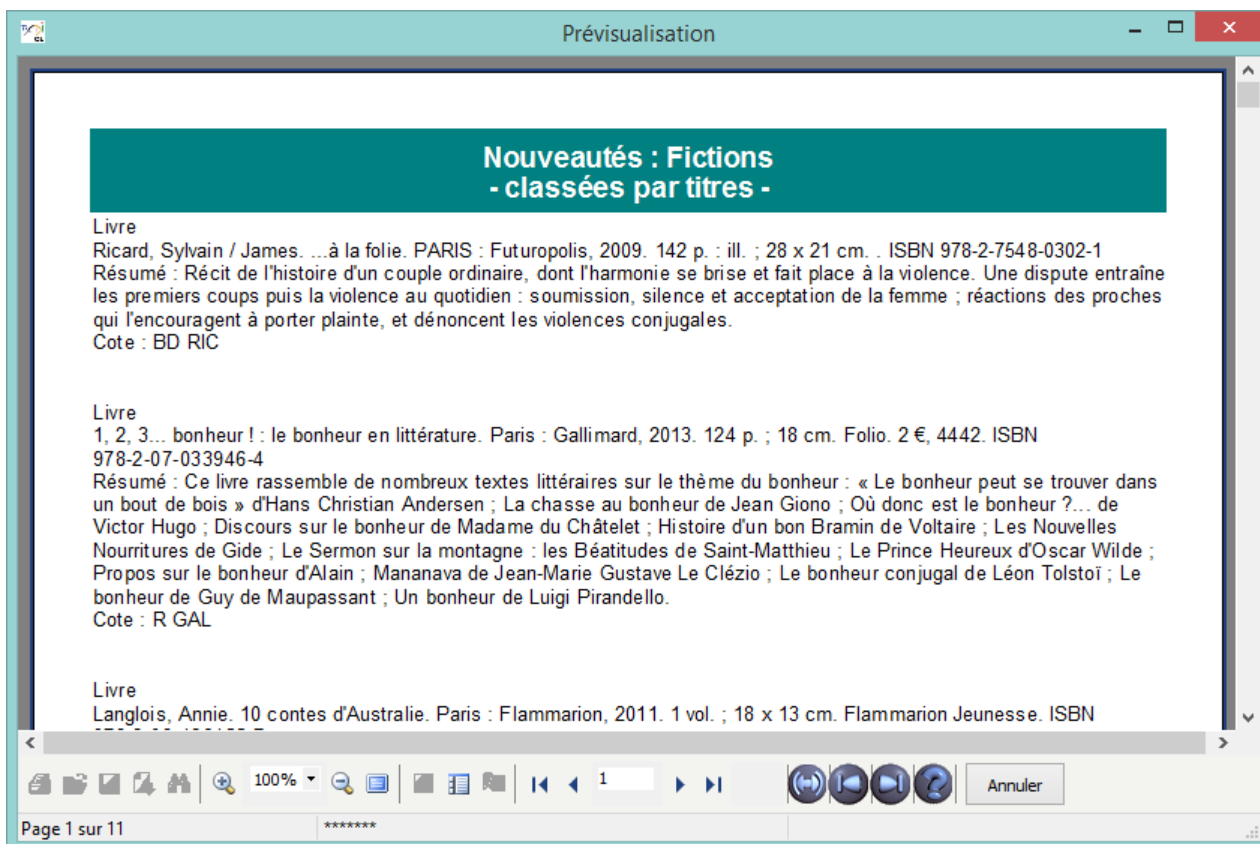 Prévisualisation
Nouveautés : Fictions
- classées par titres -
Livre
Ricard, Sylvain / James. ...à la folie. PARIS : Futuropolis, 2009. 142 p. : ill. ; 28 x 21 cm. . ISBN 978-2-7548-0302-1
Résumé : Récit de l'histoire d'un couple ordinaire, dont l'harmonie se brise et fait place à la violence. Une dispute entraîne
les premiers coups puis la violence au quotidien : soumission, silence et acceptation de la femme ; réactions des proches
qui l'encouragent à porter plainte, et dénoncent les violences conjugales.
Cote : BD RIC
Livre
1, 2, 3... bonheur ! : le bonheur en littérature. Paris : Gallimard, 2013. 124 p. ; 18 cm. Folio. 2 €, 4442. ISBN
978-2-07-033946-4
Résumé : Ce livre rassemble de nombreux textes littéraires sur le thème du bonheur : « Le bonheur peut se trouver dans
un bout de bois » d'Hans Christian Andersen ; La chasse au bonheur de Jean Giono ; Où donc est le bonheur ?... de
Victor Hugo ; Discours sur le bonheur de Madame du Châtelet ; Histoire d'un bon Bramin de Voltaire ; Les Nouvelles
Nourritures de Gide ; Le Sermon sur la montagne : les Béatitudes de Saint-Matthieu ; Le Prince Heureux d'Oscar Wilde ;
Propos sur le bonheur d'Alain ; Mananava de Jean-Marie Gustave Le Clézio ; Le bonheur conjugal de Léon Tolstoï ; Le
bonheur de Guy de Maupassant ; Un bonheur de Luigi Pirandello.
Cote : R GAL
Livre
Langlois, Annie. 10 contes d'Australie. Paris : Flammarion, 2011. 1 vol. ; 18 x 13 cm. Flammarion Jeunesse. ISBN
100%
1
Annuler
Page 1 sur 11
*******